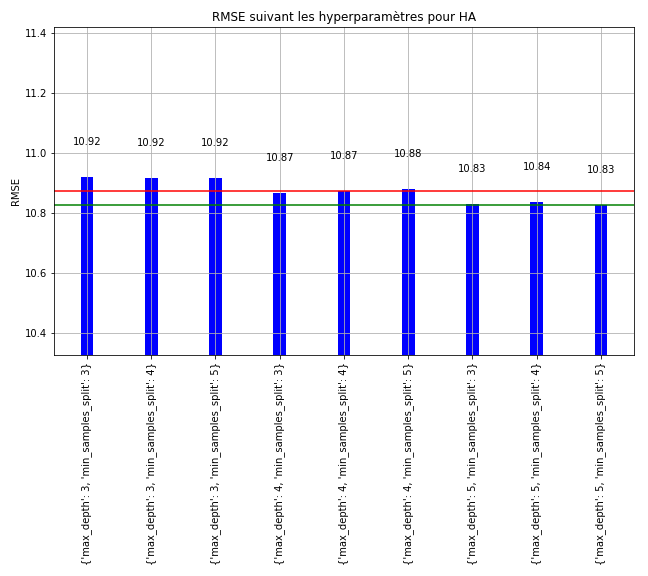 RMSE suivant les hyperparamètres pour HA
11.4
11.2
11.0
10.8
10.6
10.4
RMSE
10.92
10.92
10.92
10.87
10.87
10.88
10.83
10.84
10.83
{'max_depth': 3, 'min_samples_split': 3}
{'max_depth': 3, 'min_samples_split': 4}
{'max_depth': 3, 'min_samples_split': 5}
{'max_depth': 4, 'min_samples_split': 3}
{'max_depth': 4, 'min_samples_split': 4}
{'max_depth': 4, 'min_samples_split': 5}
{'max_depth': 5, 'min_samples_split': 3}
{'max_depth': 5, 'min_samples_split': 4}
{'max_depth': 5, 'min_samples_split': 5}